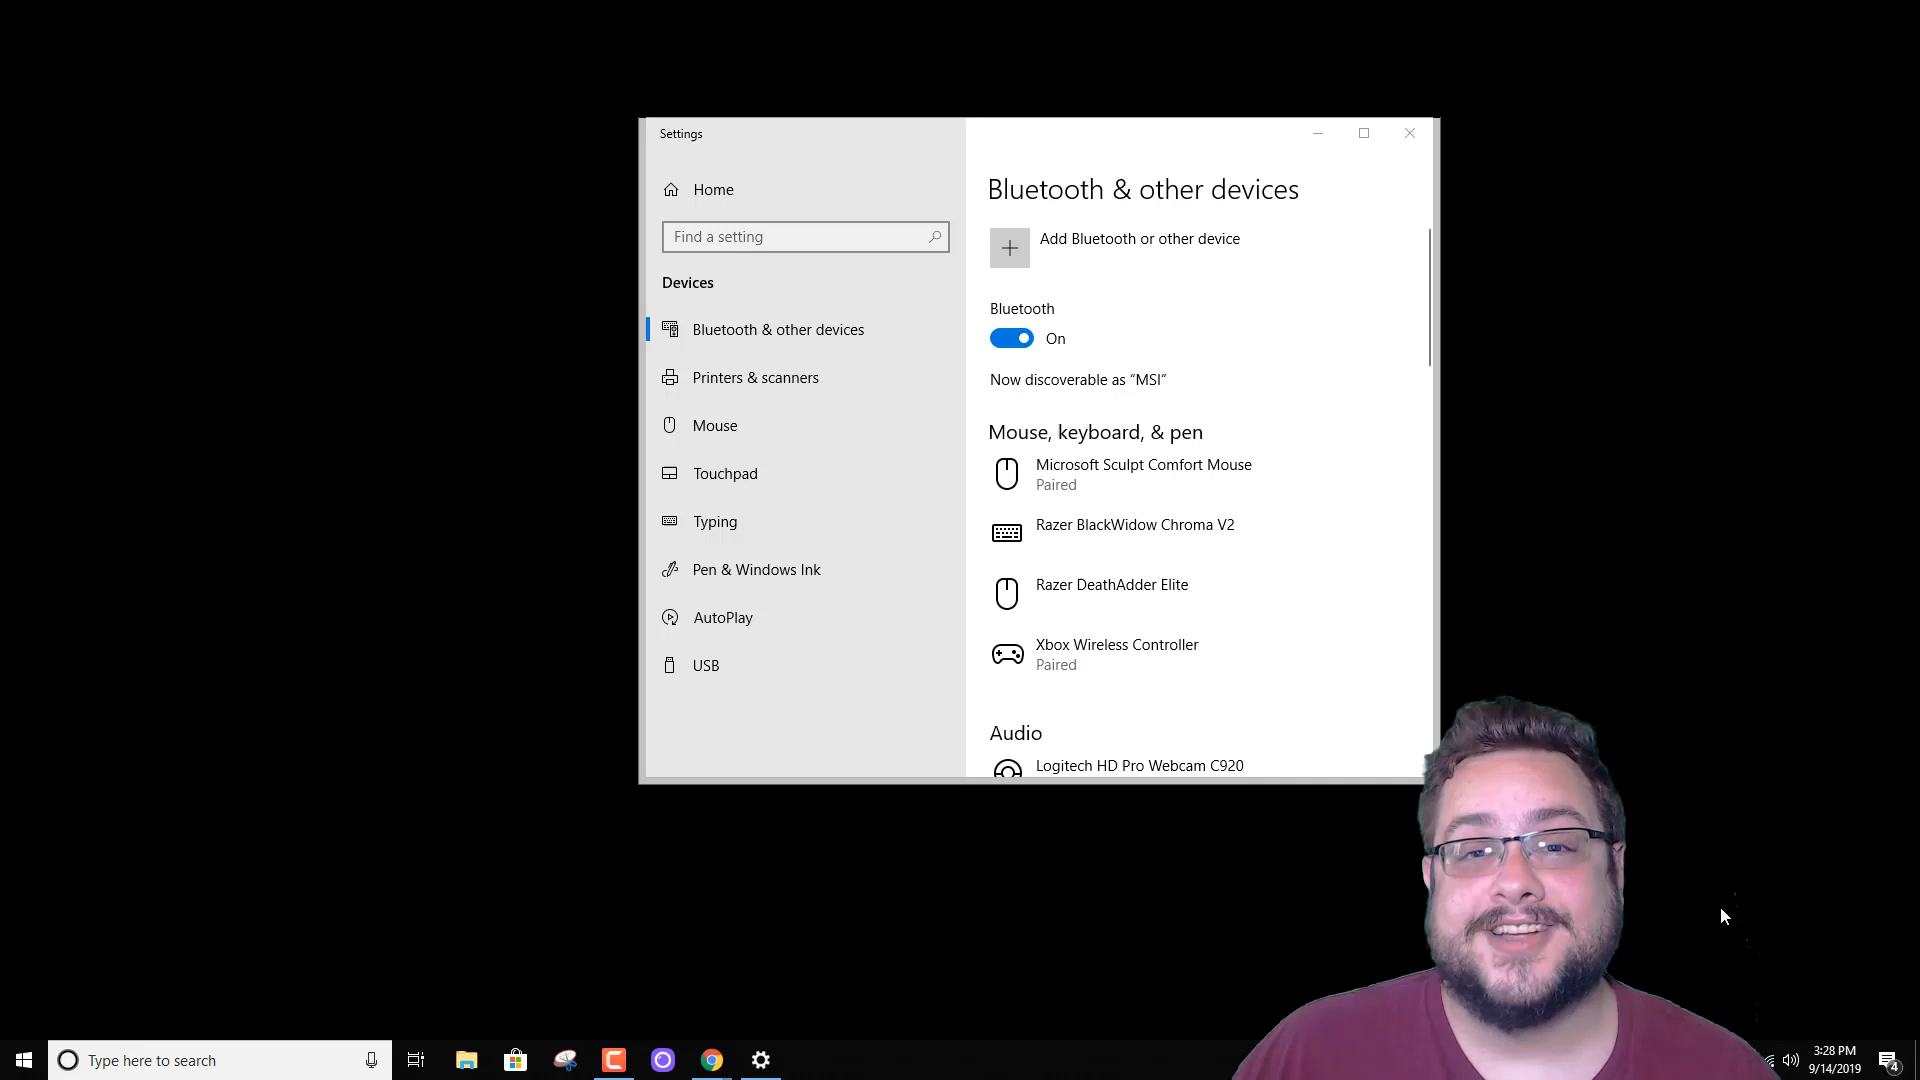 Settings
Home
Find a setting
Devices
Bluetooth & other devices
Printers & scanners
Mouse
Touchpad
Typing
Pen & Windows Ink
AutoPlay
USB
Bluetooth & other devices
Add Bluetooth or other device
Bluetooth
On
Now discoverable as “MSI”
Mouse, keyboard, & pen
Microsoft Sculpt Comfort Mouse
Paired
Razer BlackWidow Chroma V2
Razer DeathAdder Elite
Xbox Wireless Controller
Paired
Audio
Logitech HD Pro Webcam C920
Type here to search
3:28 PM
9/14/2019
4